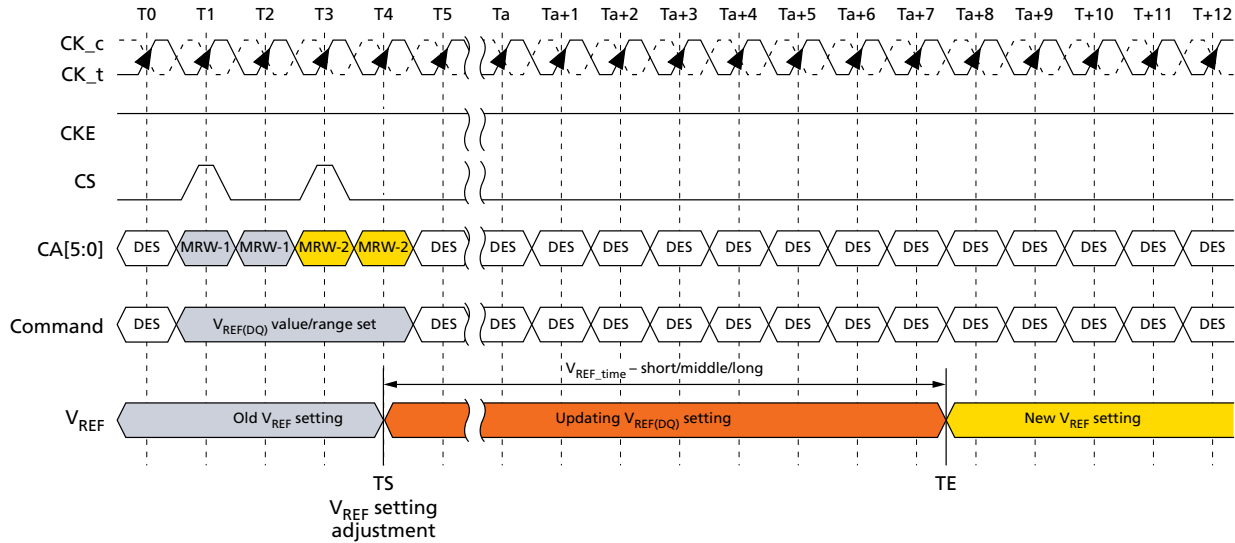 T0 T1 T2 T3 T4 T5 Ta Ta+1 Ta+2 Ta+3 Ta+4 Ta+5 Ta+6 Ta+7 Ta+8 Ta+9 T+10 T+11 T+12
CK_c
CK_t
CKE
CS
CA[5:0] DES MRW-1 MRW-1 MRW-2 MRW-2 DES DES DES DES DES DES DES DES DES DES DES DES DES DES
Command DES VREF(DQ) value/range set DES DES DES DES DES DES DES DES DES DES DES DES DES DES
VREF_time – short/middle/long
VREF Old VREF setting Updating VREF(DQ) setting New VREF setting
TS TE
VREF setting
adjustment